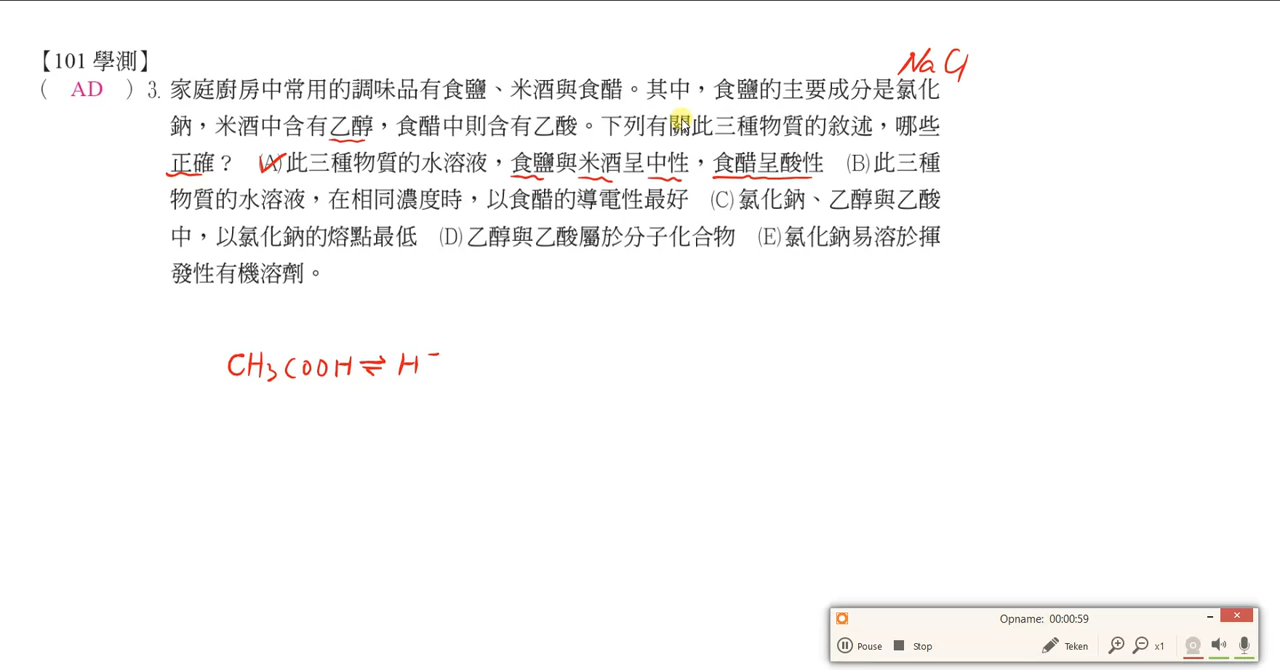 【101 學測】
NaCl
( AD ) 3. 家庭廚房中常用的調味品有食鹽、米酒與食醋。其中，食鹽的主要成分是氯化
鈉，米酒中含有乙醇，食醋中則含有乙酸。下列有關此三種物質的敘述，哪些
正確？ (A)此三種物質的水溶液，食鹽與米酒呈中性，食醋呈酸性 (B)此三種
物質的水溶液，在相同濃度時，以食醋的導電性最好 (C)氯化鈉、乙醇與乙酸
中，以氯化鈉的熔點最低 (D)乙醇與乙酸屬於分子化合物 (E)氯化鈉易溶於揮
發性有機溶劑。
CH3COOH⇌H⁻
Opname: 00:00:59
Pause Stop Teken x1